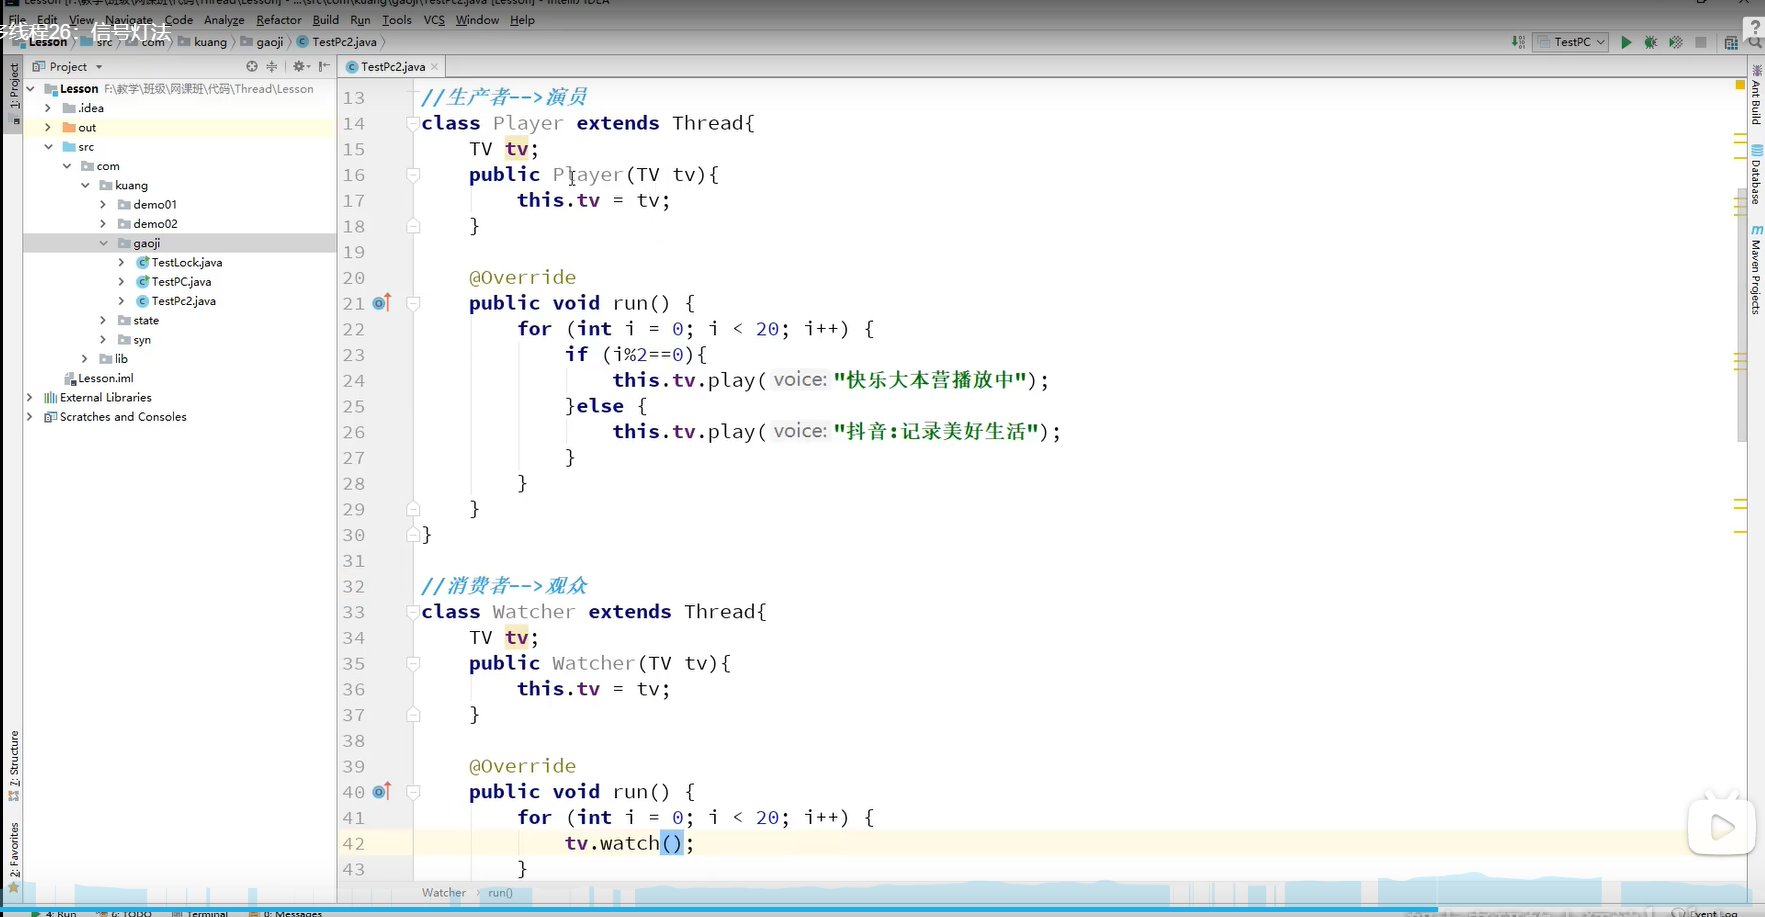 Lesson [F:\教学\班级\网课班\代码\Thread\Lesson] - ...\src\com\kuang\gaoji\TestPc2.java [Lesson] - IntelliJ IDEA
File Edit View Navigate Code Analyze Refactor Build Run Tools VCS Window Help
多线程26：信号灯法
Lesson src com kuang gaoji TestPc2.java
TestPC
Project
TestPc2.java
1: Project
Lesson F:\教学\班级\网课班\代码\Thread\Lesson
.idea
out
src
com
kuang
demo01
demo02
gaoji
TestLock.java
TestPC.java
TestPc2.java
state
syn
lib
Lesson.iml
External Libraries
Scratches and Consoles
7: Structure
2: Favorites
13 //生产者-->演员
14 class Player extends Thread{
15 TV tv;
16 public Player(TV tv){
17 this.tv = tv;
18 }
19
20 @Override
21 public void run() {
22 for (int i = 0; i < 20; i++) {
23 if (i%2==0){
24 this.tv.play( voice: "快乐大本营播放中");
25 }else {
26 this.tv.play( voice: "抖音:记录美好生活");
27 }
28 }
29 }
30 }
31
32 //消费者-->观众
33 class Watcher extends Thread{
34 TV tv;
35 public Watcher(TV tv){
36 this.tv = tv;
37 }
38
39 @Override
40 public void run() {
41 for (int i = 0; i < 20; i++) {
42 tv.watch();
43 }
Watcher run()
Ant Build
Database
Maven Projects
4: Run 6: TODO Terminal 0: Messages
Event Log